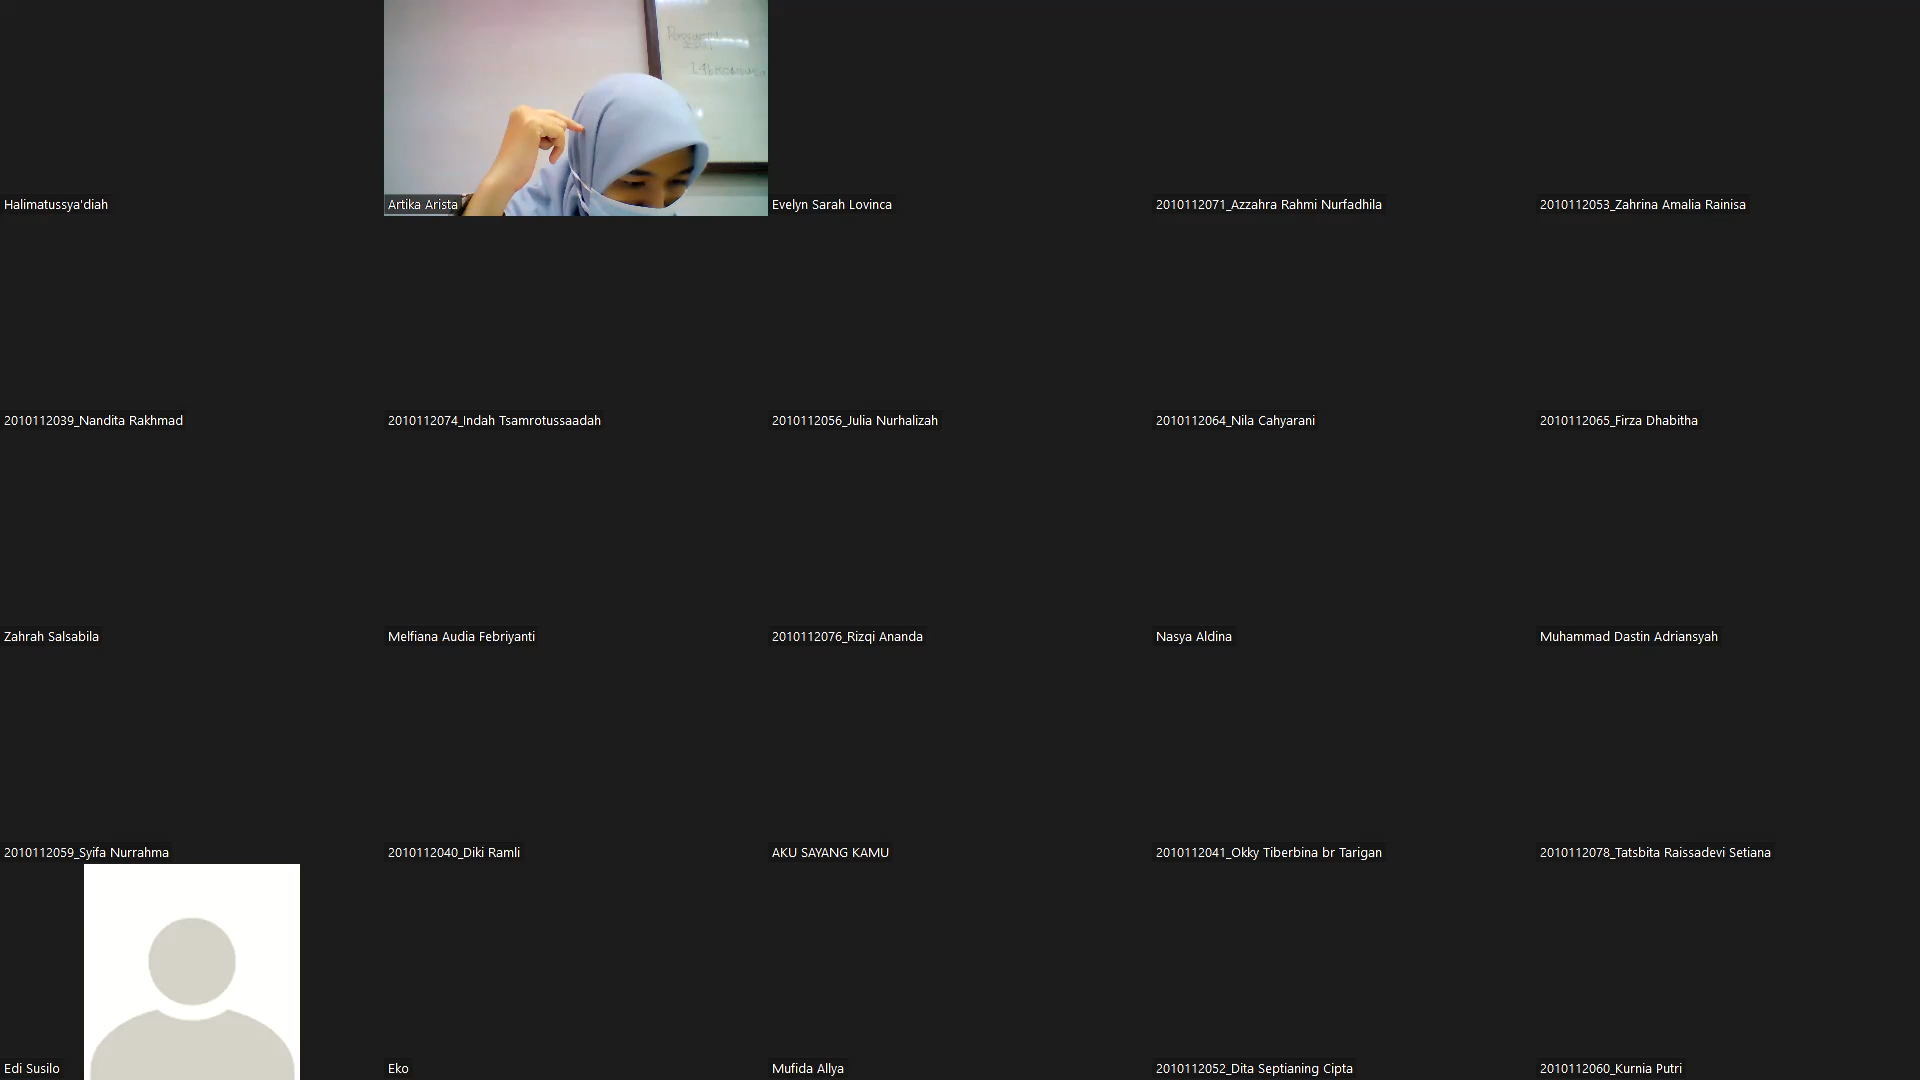 Halimatussya'diah
Artika Arista
Evelyn Sarah Lovinca
2010112071_Azzahra Rahmi Nurfadhila
2010112053_Zahrina Amalia Rainisa
2010112039_Nandita Rakhmad
2010112074_Indah Tsamrotussaadah
2010112056_Julia Nurhalizah
2010112064_Nila Cahyarani
2010112065_Firza Dhabitha
Zahrah Salsabila
Melfiana Audia Febriyanti
2010112076_Rizqi Ananda
Nasya Aldina
Muhammad Dastin Adriansyah
2010112059_Syifa Nurrahma
2010112040_Diki Ramli
AKU SAYANG KAMU
2010112041_Okky Tiberbina br Tarigan
2010112078_Tatsbita Raissadevi Setiana
Edi Susilo
Eko
Mufida Allya
2010112052_Dita Septianing Cipta
2010112060_Kurnia Putri